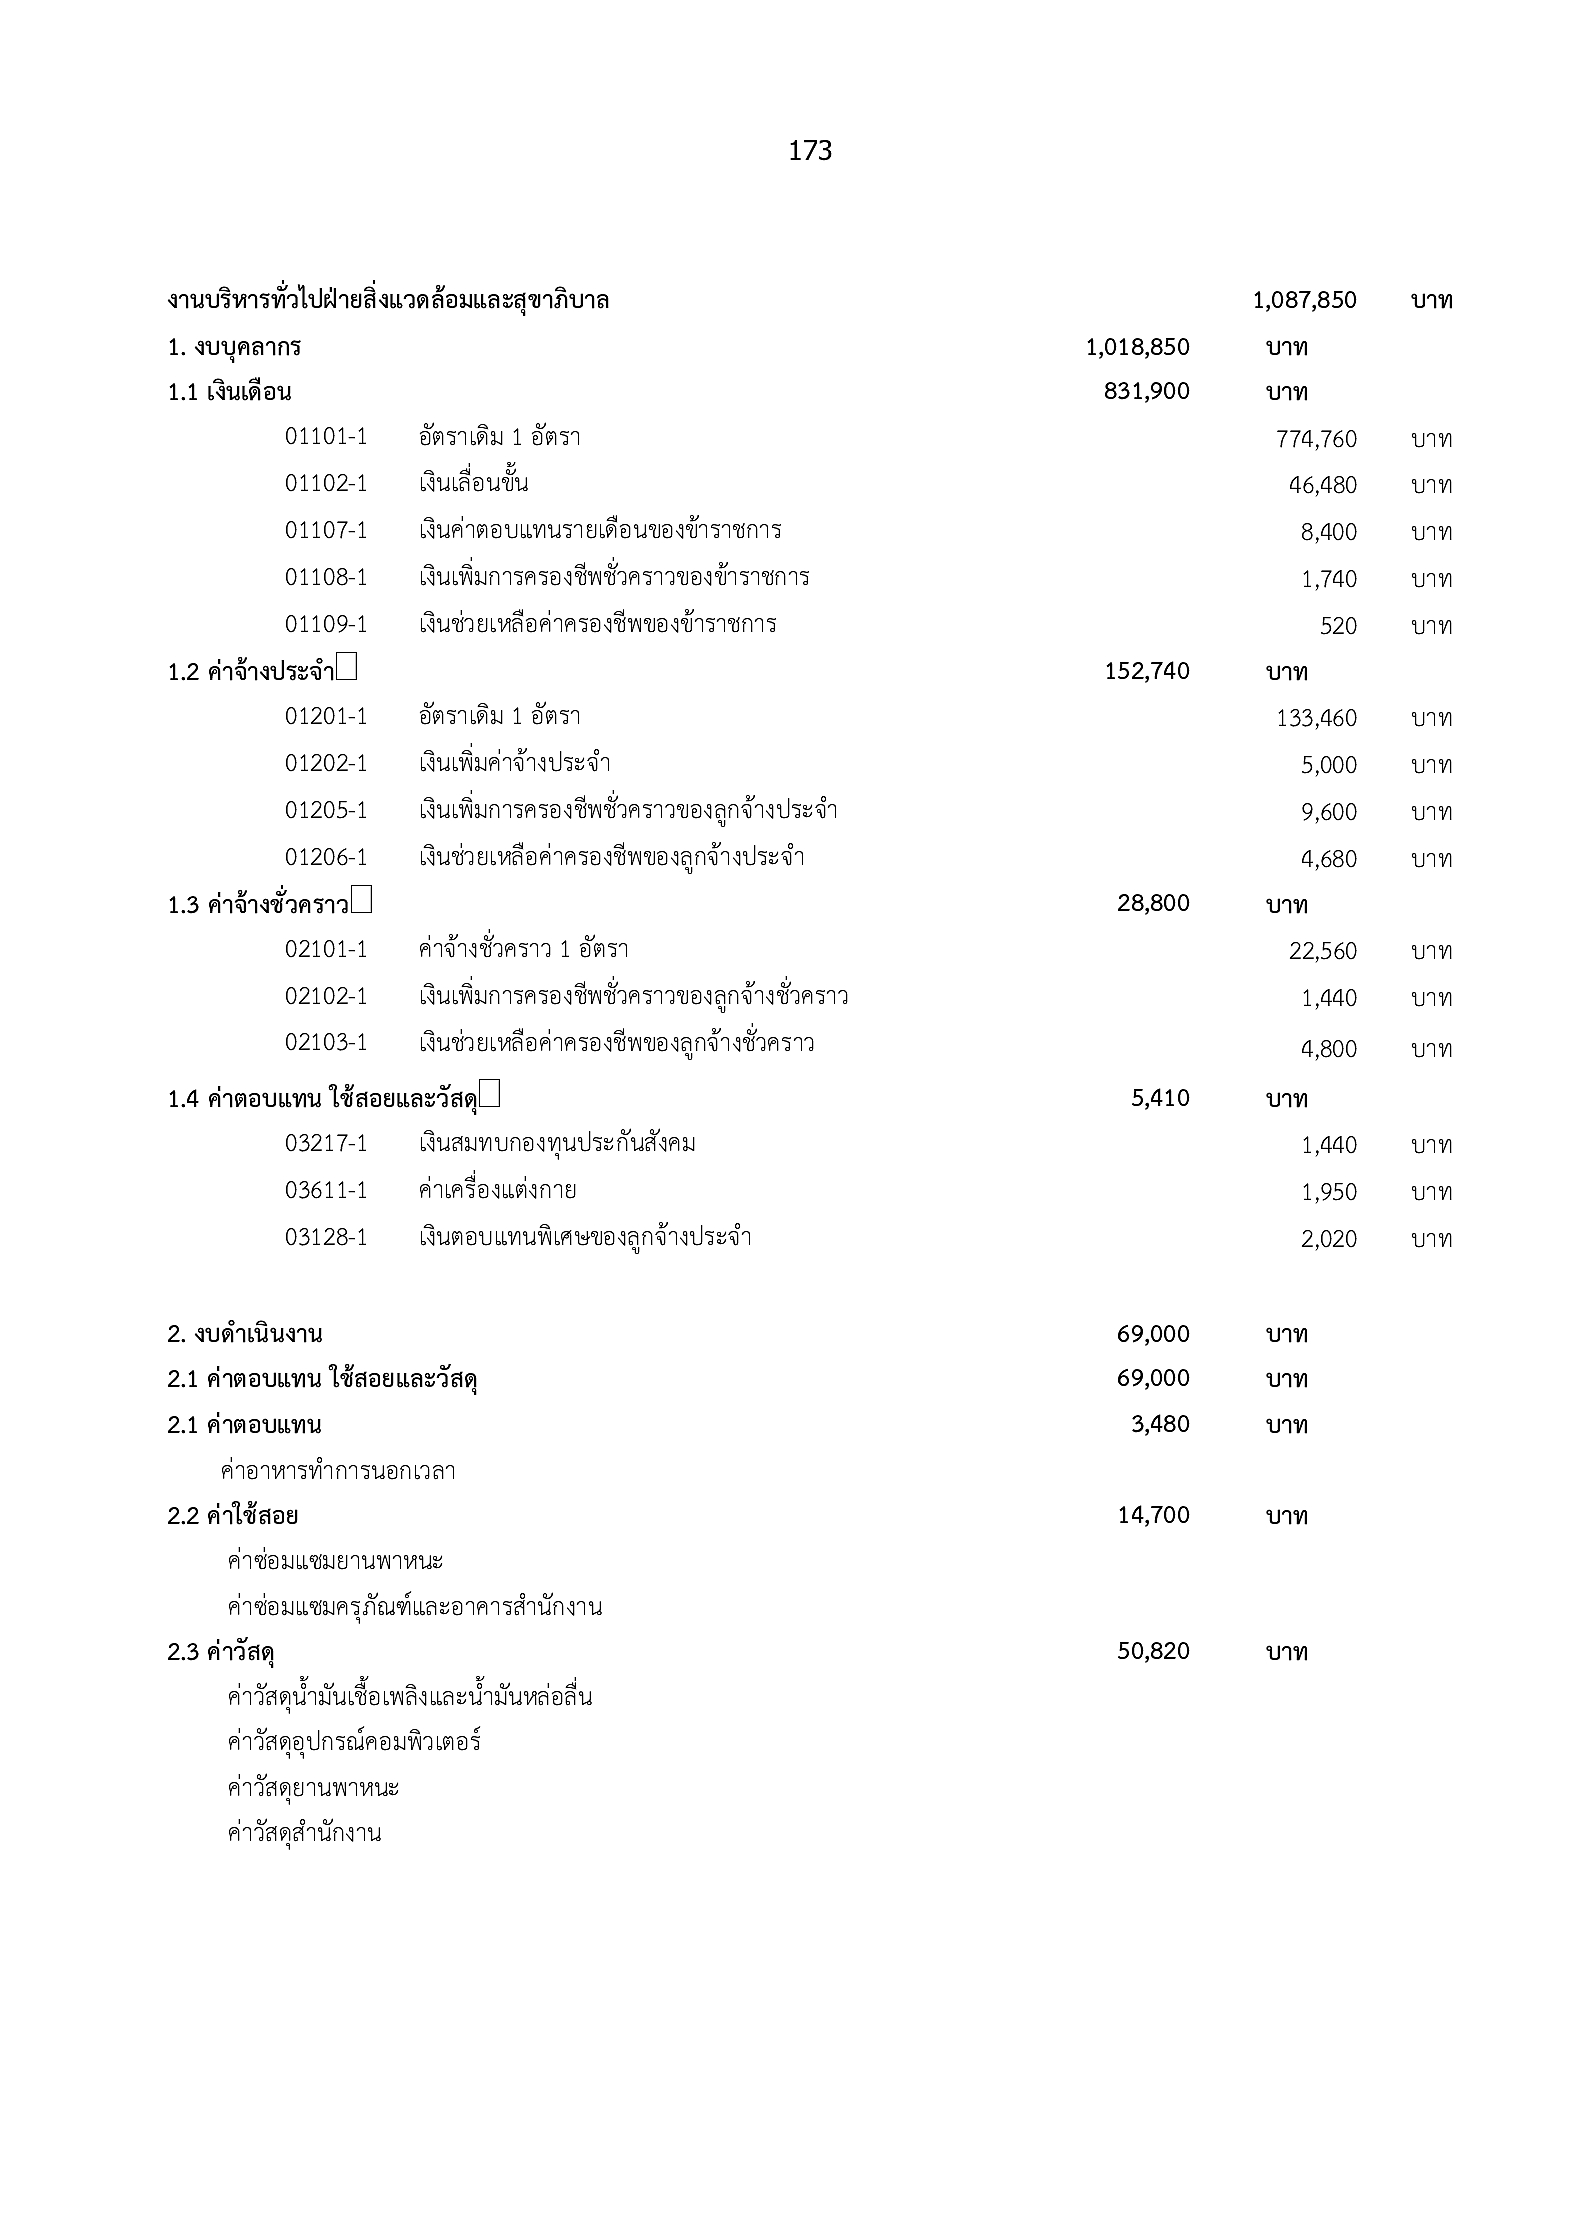 173
งานบริหารทั่วไปฝ่ายสิ่งแวดล้อมและสุขาภิบาล 1,087,850 บาท
1. งบบุคลากร 1,018,850 บาท
1.1 เงินเดือน 831,900 บาท
01101-1 อัตราเดิม 1 อัตรา 774,760 บาท
01102-1 เงินเลื่อนขั้น 46,480 บาท
01107-1 เงินค่าตอบแทนรายเดือนของข้าราชการ 8,400 บาท
01108-1 เงินเพิ่มการครองชีพชั่วคราวของข้าราชการ 1,740 บาท
01109-1 เงินช่วยเหลือค่าครองชีพของข้าราชการ 520 บาท
1.2 ค่าจ้างประจำ 152,740 บาท
01201-1 อัตราเดิม 1 อัตรา 133,460 บาท
01202-1 เงินเพิ่มค่าจ้างประจำ 5,000 บาท
01205-1 เงินเพิ่มการครองชีพชั่วคราวของลูกจ้างประจำ 9,600 บาท
01206-1 เงินช่วยเหลือค่าครองชีพของลูกจ้างประจำ 4,680 บาท
1.3 ค่าจ้างชั่วคราว 28,800 บาท
02101-1 ค่าจ้างชั่วคราว 1 อัตรา 22,560 บาท
02102-1 เงินเพิ่มการครองชีพชั่วคราวของลูกจ้างชั่วคราว 1,440 บาท
02103-1 เงินช่วยเหลือค่าครองชีพของลูกจ้างชั่วคราว 4,800 บาท
1.4 ค่าตอบแทน ใช้สอยและวัสดุ 5,410 บาท
03217-1 เงินสมทบกองทุนประกันสังคม 1,440 บาท
03611-1 ค่าเครื่องแต่งกาย 1,950 บาท
03128-1 เงินตอบแทนพิเศษของลูกจ้างประจำ 2,020 บาท
2. งบดำเนินงาน 69,000 บาท
2.1 ค่าตอบแทน ใช้สอยและวัสดุ 69,000 บาท
2.1 ค่าตอบแทน 3,480 บาท
ค่าอาหารทำการนอกเวลา
2.2 ค่าใช้สอย 14,700 บาท
ค่าซ่อมแซมยานพาหนะ
ค่าซ่อมแซมครุภัณฑ์และอาคารสำนักงาน
2.3 ค่าวัสดุ 50,820 บาท
ค่าวัสดุน้ำมันเชื้อเพลิงและน้ำมันหล่อลื่น
ค่าวัสดุอุปกรณ์คอมพิวเตอร์
ค่าวัสดุยานพาหนะ
ค่าวัสดุสำนักงาน